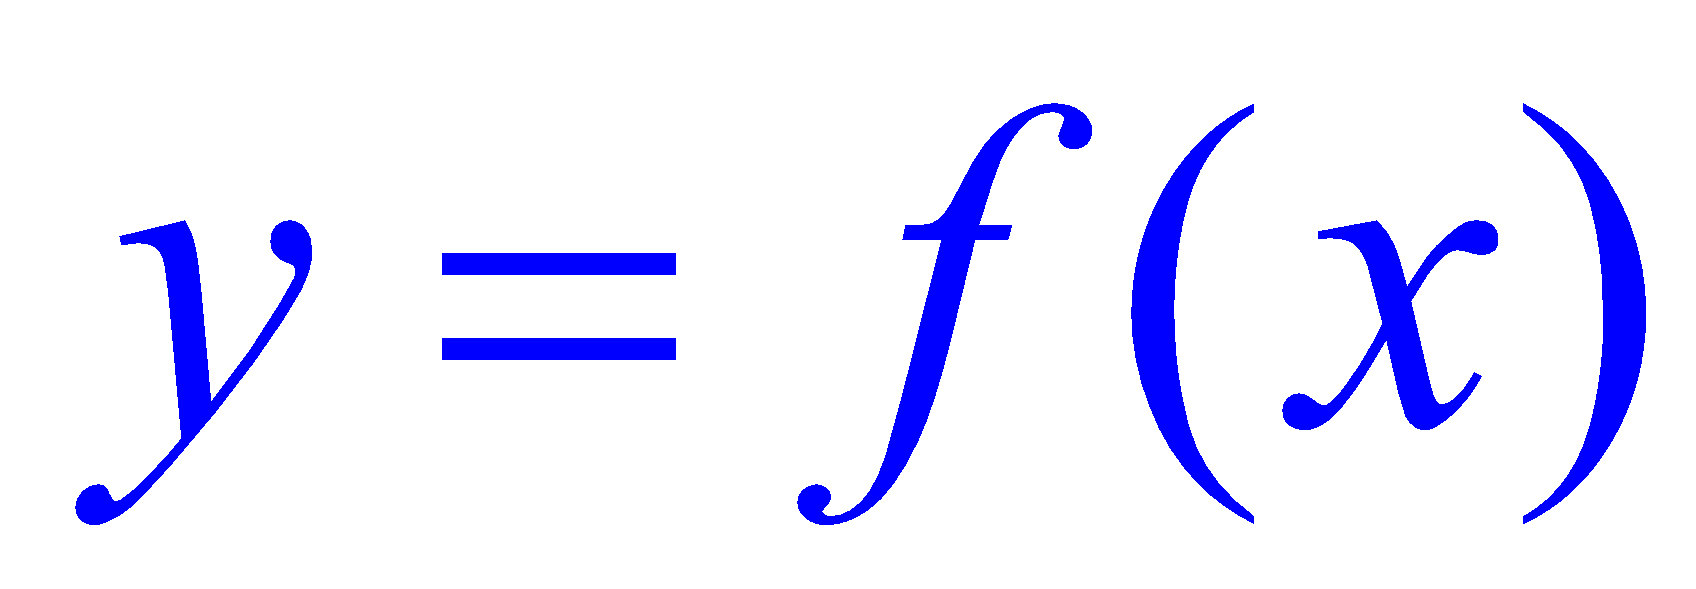 y = f(x)